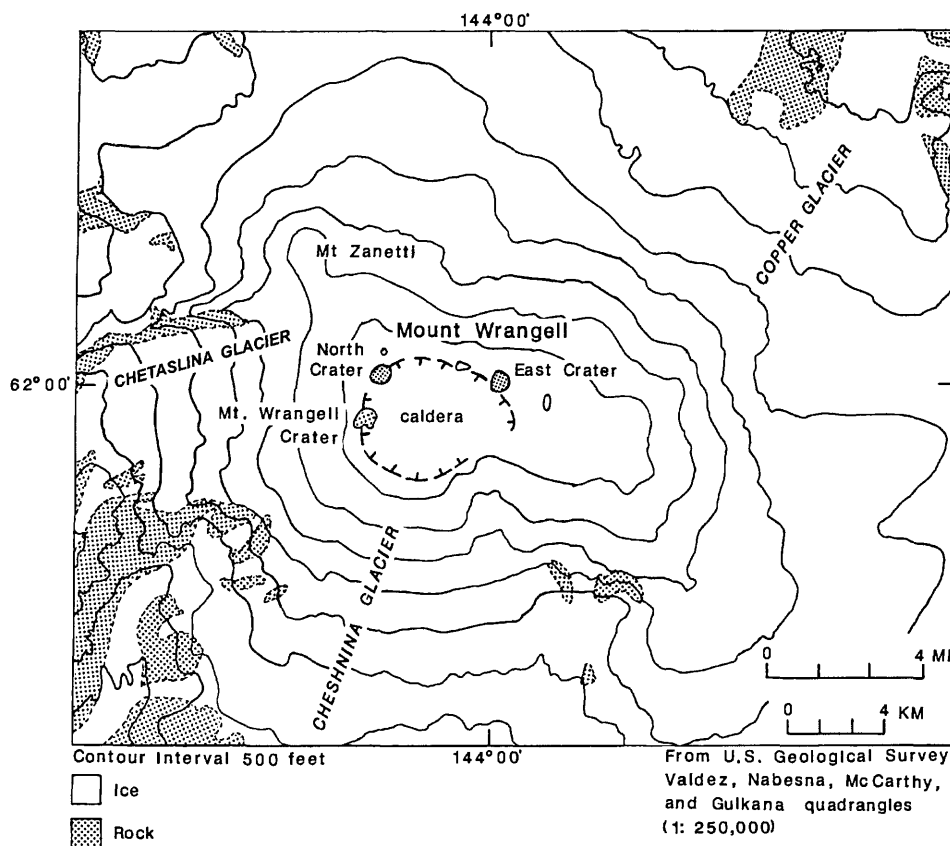 144°00'
Mt Zanetti
COPPER GLACIER
Mount Wrangell
North
Crater
East Crater
CHETASLINA GLACIER
62°00'
Mt. Wrangell
Crater
caldera
CHESHNINA GLACIER
0 4 MI
0 4 KM
Contour Interval 500 feet
144°00'
Ice
Rock
From U.S. Geological Survey
Valdez, Nabesna, McCarthy,
and Gulkana quadrangles
(1: 250,000)